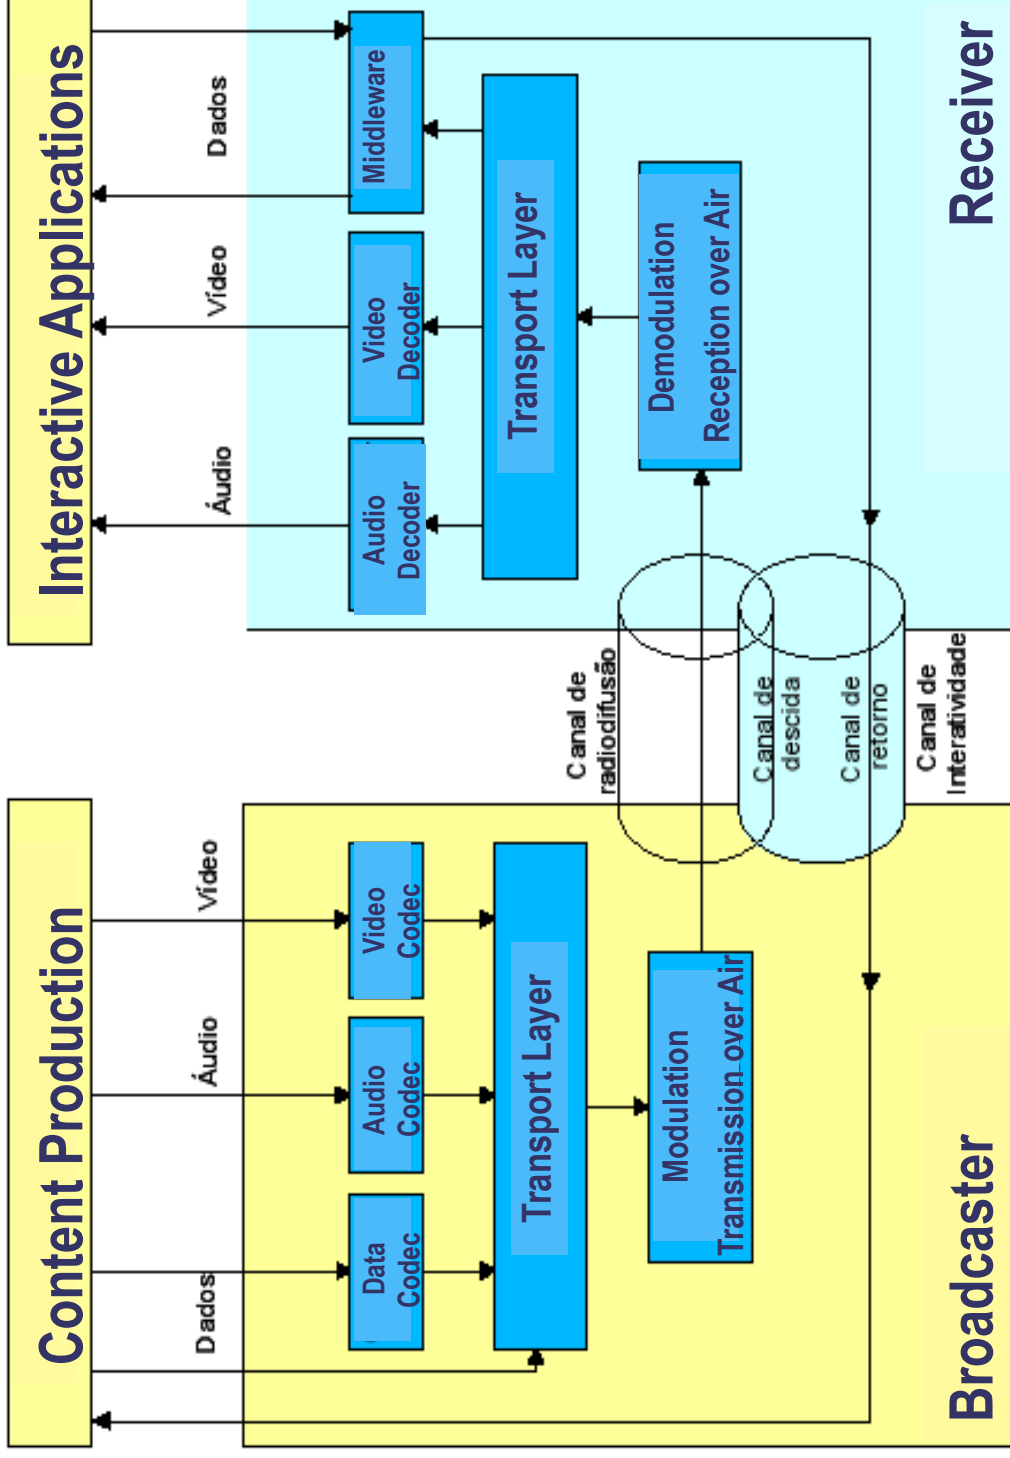 Content Production
Interactive Applications
Dados
Áudio
Vídeo
Áudio
Vídeo
Dados
Data
Codec
Audio
Codec
Video
Codec
Audio
Decoder
Video
Decoder
Middleware
Transport Layer
Transport Layer
Modulation
Transmission over Air
Canal de
radiodifusão
Demodulation
Reception over Air
Canal de
descida
Canal de
retorno
Canal de
Interatividade
Broadcaster
Receiver